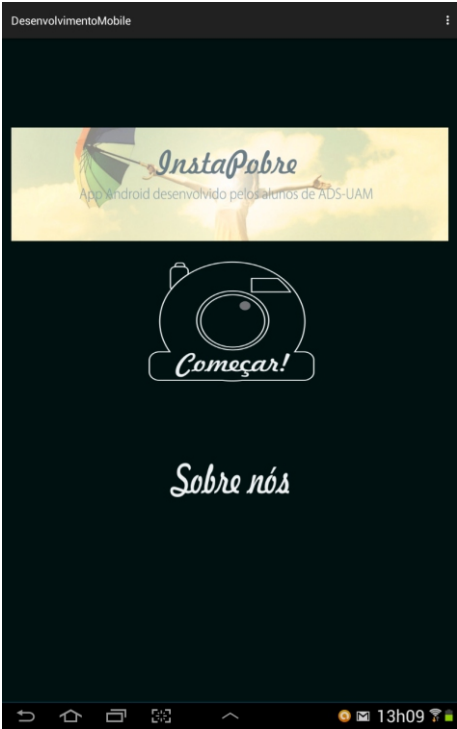 DesenvolvimentoMobile
InstaPobre
App Android desenvolvido pelos alunos de ADS-UAM
Começar!
Sobre nós
13h09